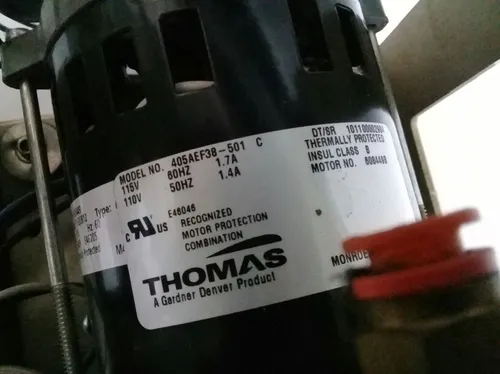 MODEL NO. 405AEF38-501 C
115V 60HZ 1.7A
110V 50HZ 1.4A
DT/SR
THERMALLY PROTECTED
INSUL CLASS B
MOTOR NO.
E46046
c RU US
RECOGNIZED
MOTOR PROTECTION
COMBINATION
THOMAS
A Gardner Denver Product